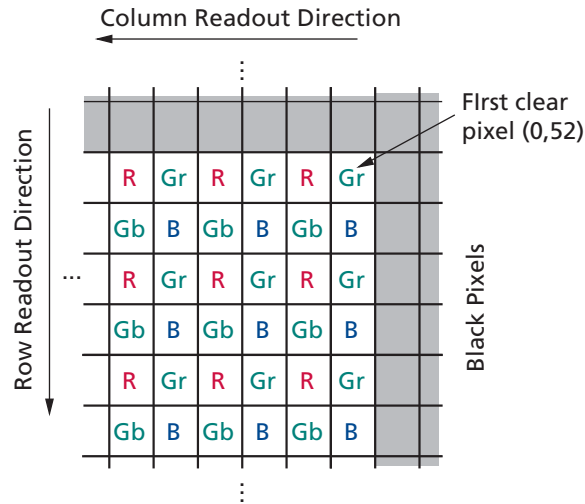 Column Readout Direction
...
FIrst clear
pixel (0,52)
Row Readout Direction
R Gr R Gr R Gr
Gb B Gb B Gb B
...
R Gr R Gr R Gr
Gb B Gb B Gb B
R Gr R Gr R Gr
Gb B Gb B Gb B
Black Pixels
...